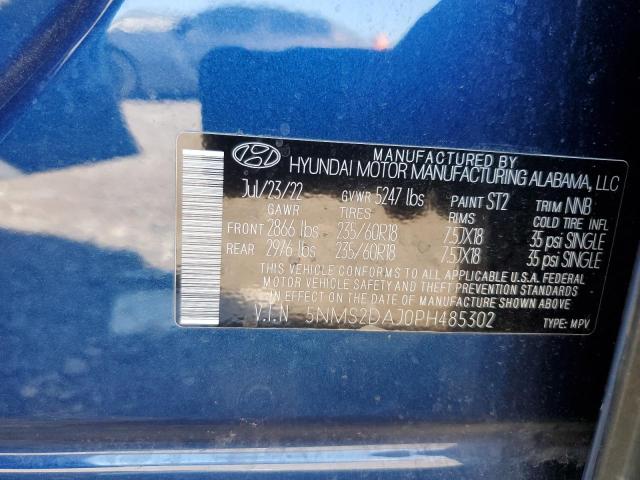 MANUFACTURED BY
HYUNDAI MOTOR MANUFACTURING ALABAMA, LLC
Jul/23/22 GVWR 5247 lbs PAINT ST2 TRIM NNB
GAWR TIRES RIMS COLD TIRE INFL
FRONT 2866 lbs 235/60R18 7.5JX18 35 psi SINGLE
REAR 2976 lbs 235/60R18 7.5JX18 35 psi SINGLE
THIS VEHICLE CONFORMS TO ALL APPLICABLE U.S.A. FEDERAL
MOTOR VEHICLE SAFETY AND THEFT PREVENTION STANDARDS
IN EFFECT ON THE DATE OF MANUFACTURE SHOWN ABOVE.
V.I.N 5NMS2DAJ0PH485302 TYPE: MPV